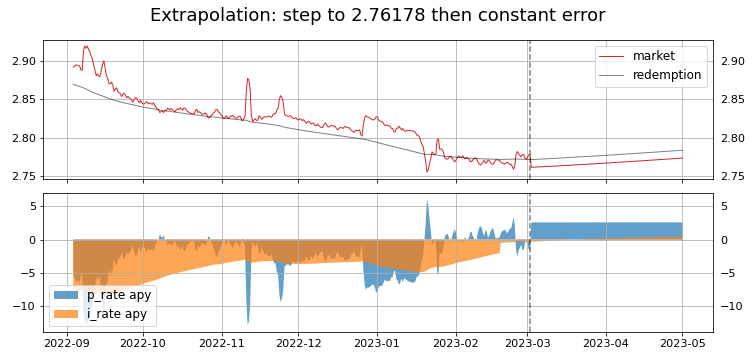 Extrapolation: step to 2.76178 then constant error
2.90 2.90
market
redemption
2.85 2.85
2.80 2.80
2.75 2.75
5 5
0 0
−5 −5
p_rate apy
−10 −10
i_rate apy
2022-09 2022-10 2022-11 2022-12 2023-01 2023-02 2023-03 2023-04 2023-05